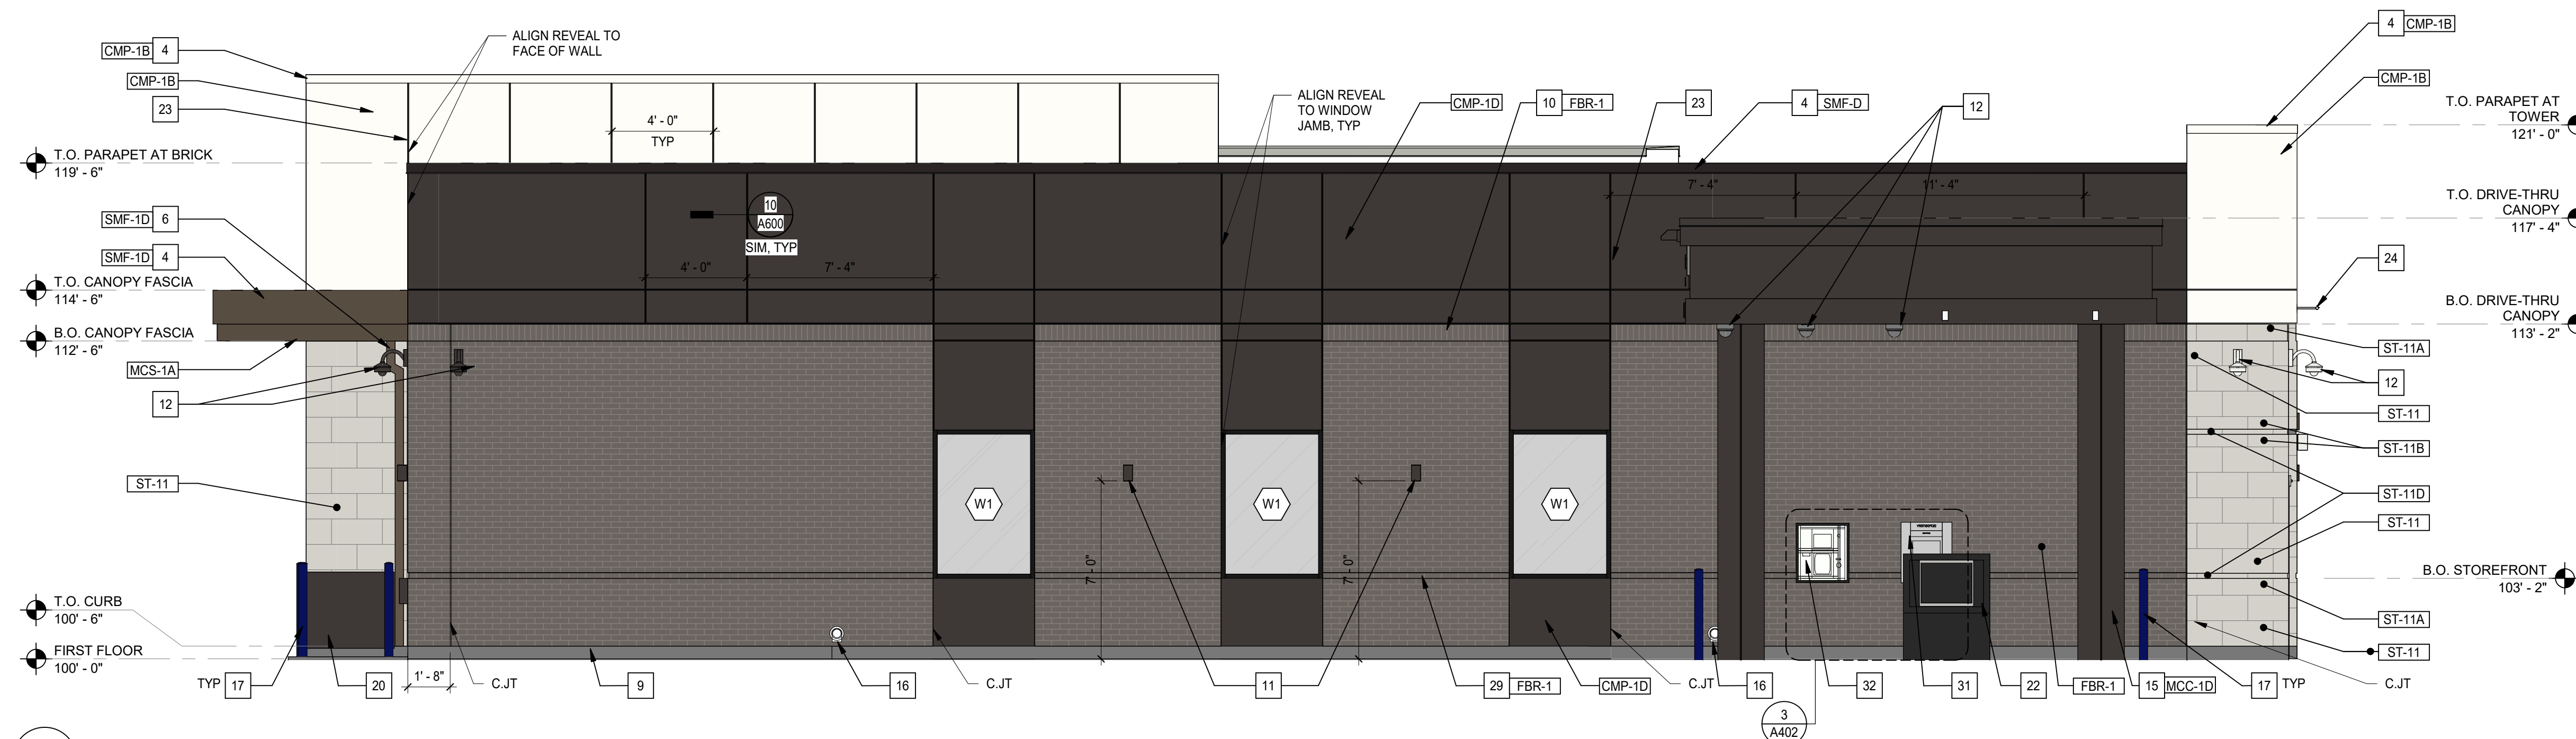 ALIGN REVEAL TO
FACE OF WALL
CMP-1B 4
CMP-1B
23
4' - 0"
TYP
ALIGN REVEAL
TO WINDOW
JAMB, TYP
CMP-1D
10 FBR-1
23
4 SMF-D
12
4 CMP-1B
CMP-1B
T.O. PARAPET AT
TOWER
121' - 0"
T.O. PARAPET AT BRICK
119' - 6"
7' - 4"
11' - 4"
T.O. DRIVE-THRU
CANOPY
117' - 4"
SMF-1D 6
10
A600
SIM, TYP
SMF-1D 4
4' - 0"
7' - 4"
24
T.O. CANOPY FASCIA
114' - 6"
B.O. DRIVE-THRU
CANOPY
113' - 2"
B.O. CANOPY FASCIA
112' - 6"
ST-11A
MCS-1A
12
12
ST-11
ST-11B
ST-11
W1
W1
W1
ST-11D
ST-11
7' - 0"
7' - 0"
B.O. STOREFRONT
103' - 2"
T.O. CURB
100' - 6"
ST-11A
FIRST FLOOR
100' - 0"
ST-11
TYP 17
20
1' - 8"
C.JT
9
16
C.JT
11
29 FBR-1
CMP-1D
C.JT
16
32
31
22
FBR-1
15 MCC-1D
17 TYP
C.JT
3
A402